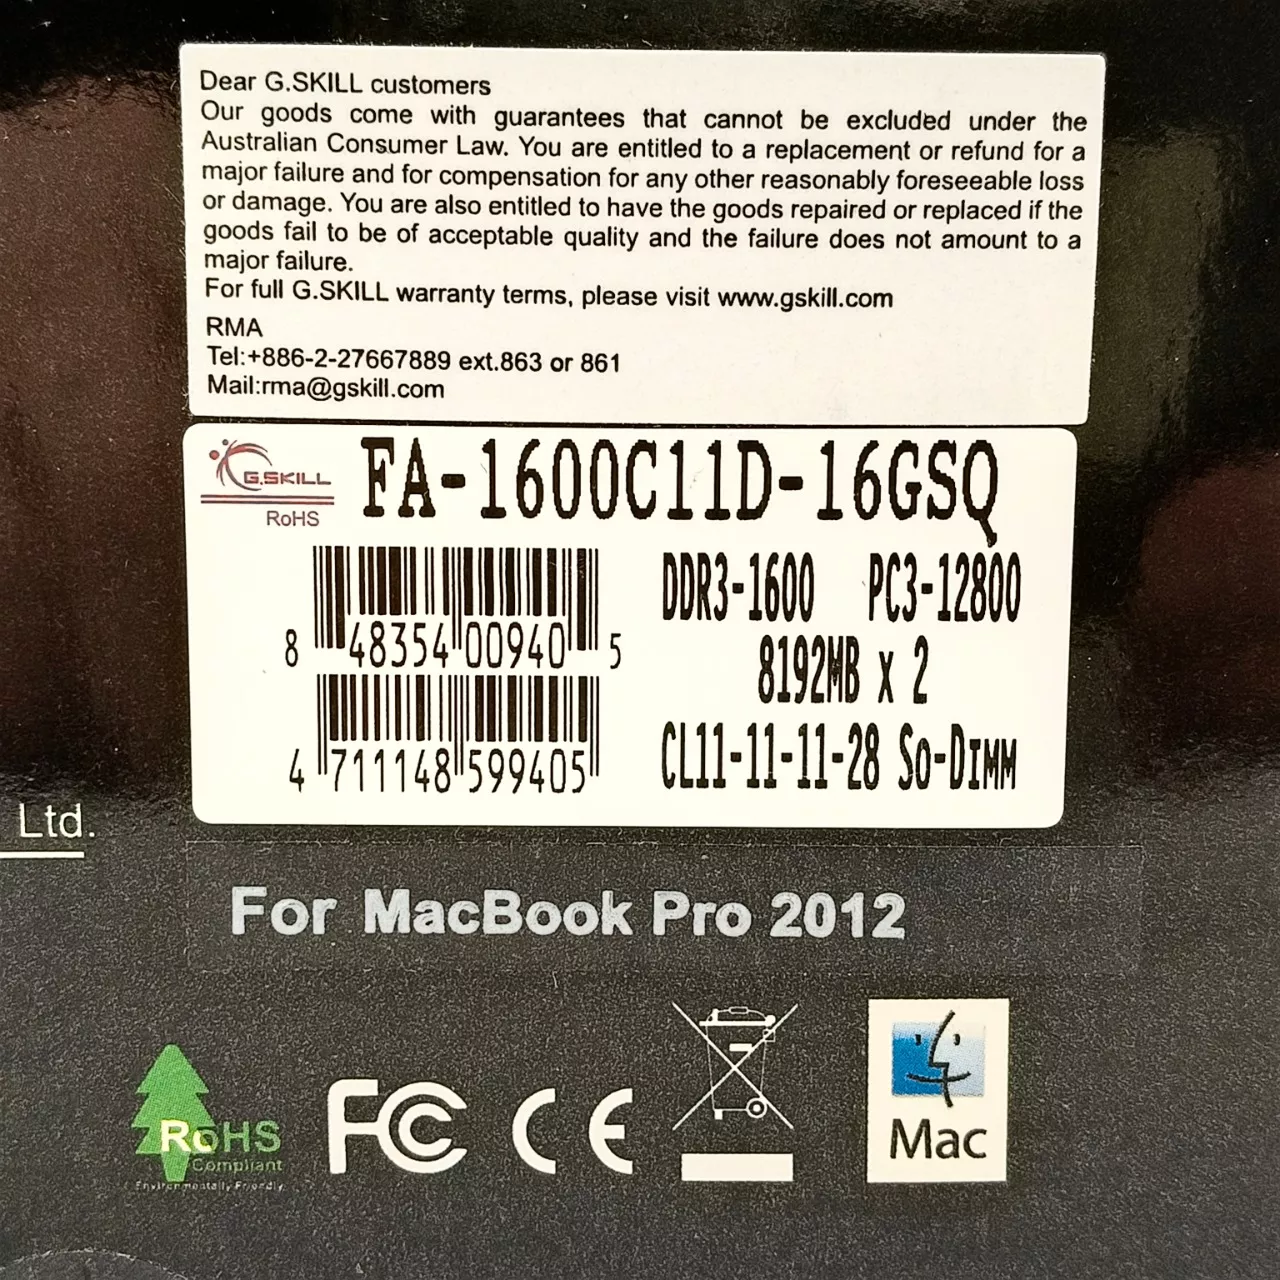 Dear G.SKILL customers
Our goods come with guarantees that cannot be excluded under the
Australian Consumer Law. You are entitled to a replacement or refund for a
major failure and for compensation for any other reasonably foreseeable loss
or damage. You are also entitled to have the goods repaired or replaced if the
goods fail to be of acceptable quality and the failure does not amount to a
major failure.
For full G.SKILL warranty terms, please visit www.gskill.com
RMA
Tel:+886-2-27667889 ext.863 or 861
Mail:rma@gskill.com
G.SKILL
RoHS
FA-1600C11D-16GSQ
DDR3-1600 PC3-12800
8192MB x 2
CL11-11-11-28 So-DIMM
8 48354 00940 5
4 711148 599405
Ltd.
For MacBook Pro 2012
RoHS
Compliant
Environmentally Friendly
FC
CE
Mac